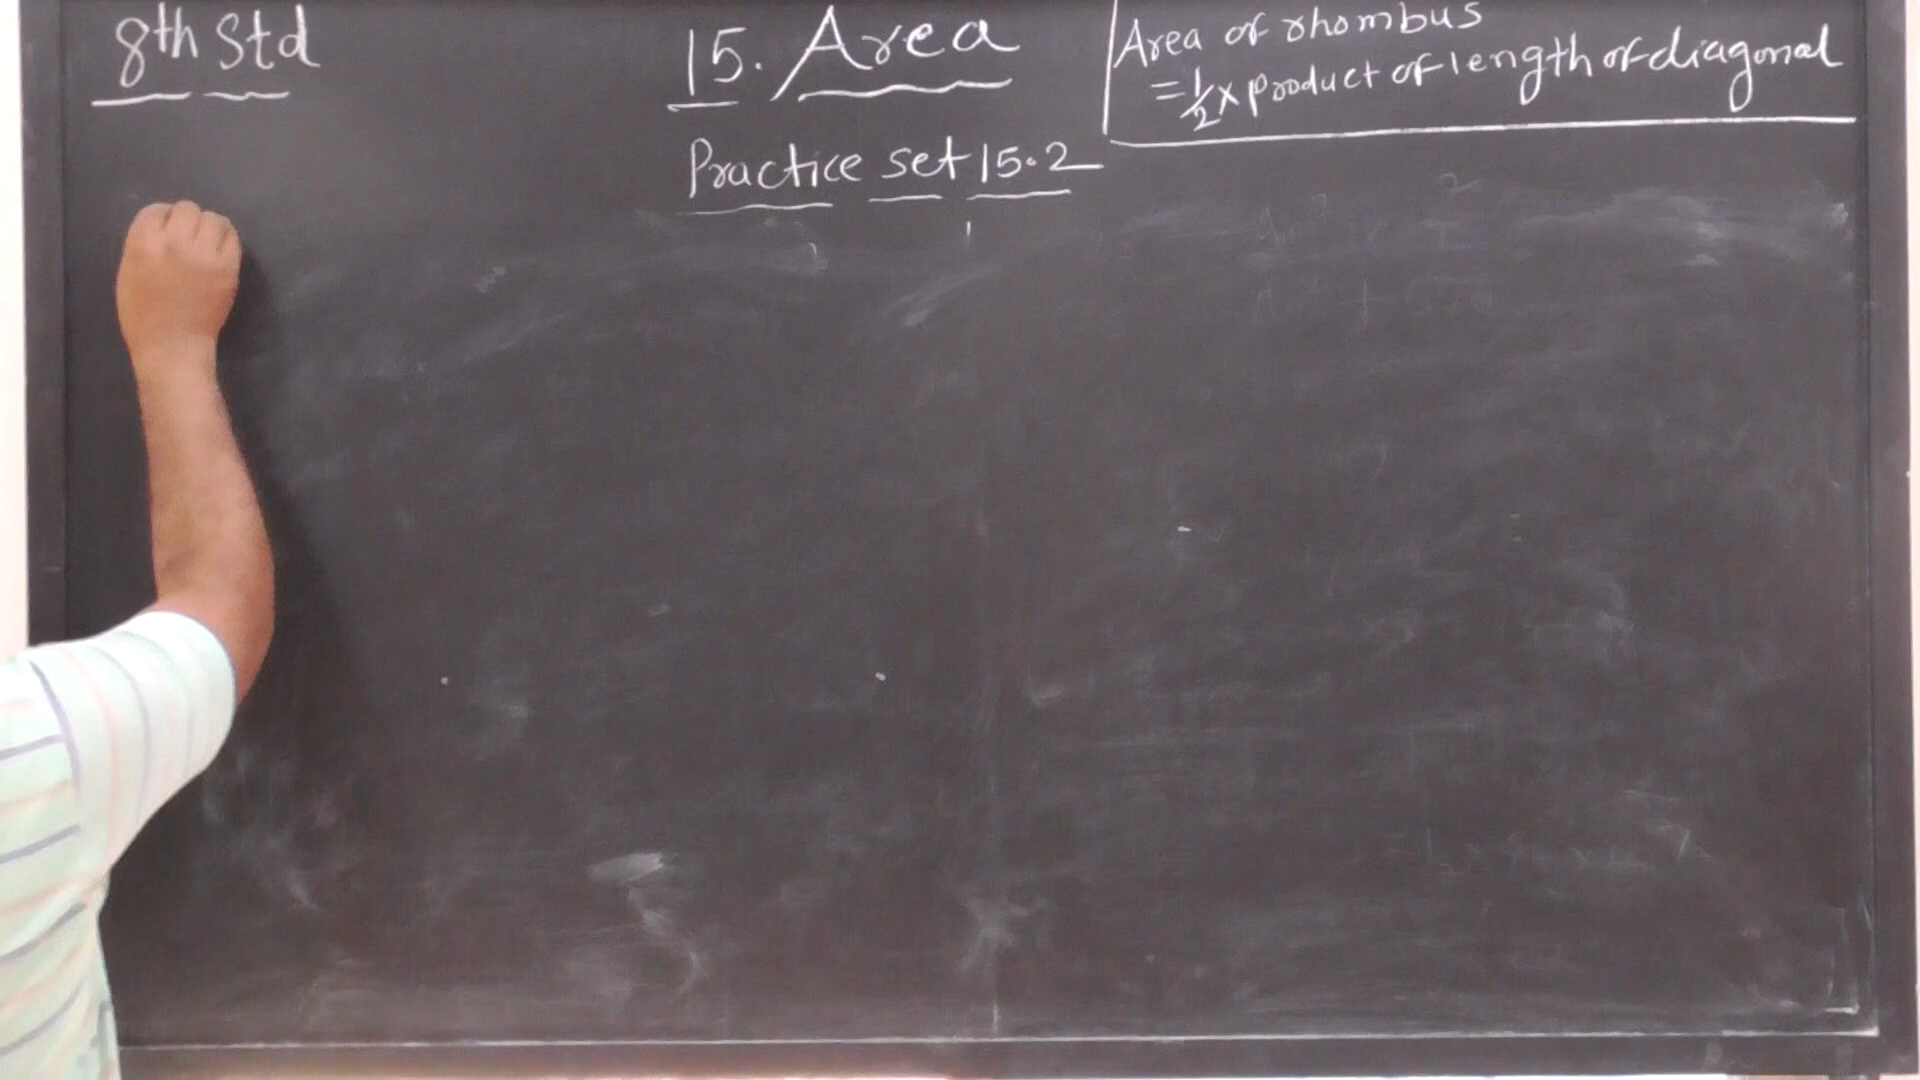 8th Std
15. Area
Practice set 15.2
Area of rhombus
= 1/2 x product of length of diagonal